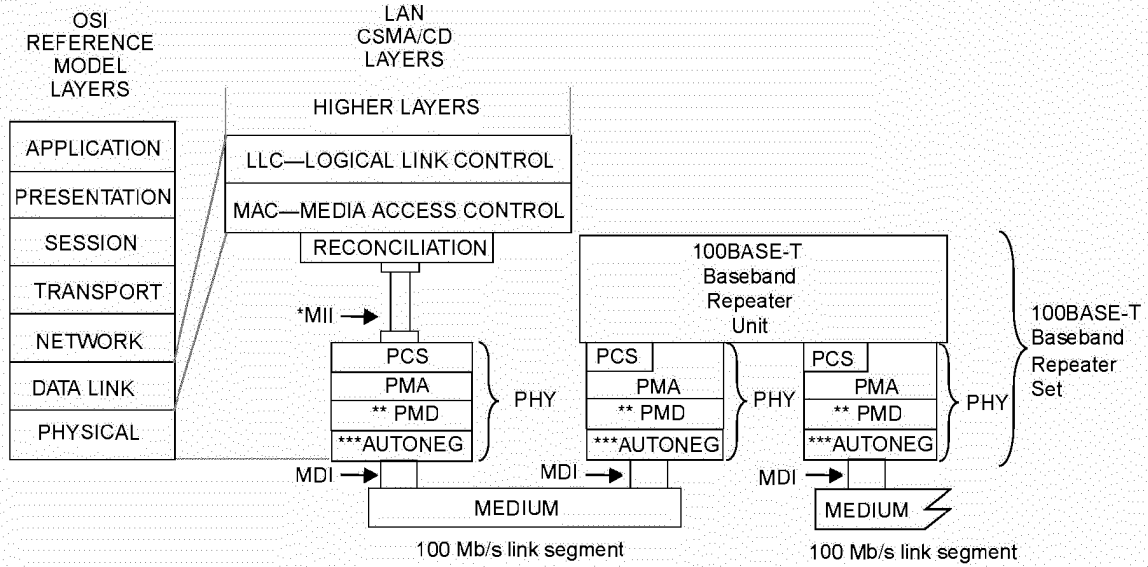 OSI
REFERENCE
MODEL
LAYERS
LAN
CSMA/CD
LAYERS
HIGHER LAYERS
APPLICATION
PRESENTATION
SESSION
TRANSPORT
NETWORK
DATA LINK
PHYSICAL
LLC—LOGICAL LINK CONTROL
MAC—MEDIA ACCESS CONTROL
RECONCILIATION
*MII
PCS
PMA
** PMD
***AUTONEG
PHY
MDI
100BASE-T
Baseband
Repeater
Unit
PCS
PMA
** PMD
***AUTONEG
PHY
MDI
PCS
PMA
** PMD
***AUTONEG
PHY
MDI
100BASE-T
Baseband
Repeater
Set
MEDIUM
MEDIUM
100 Mb/s link segment
100 Mb/s link segment